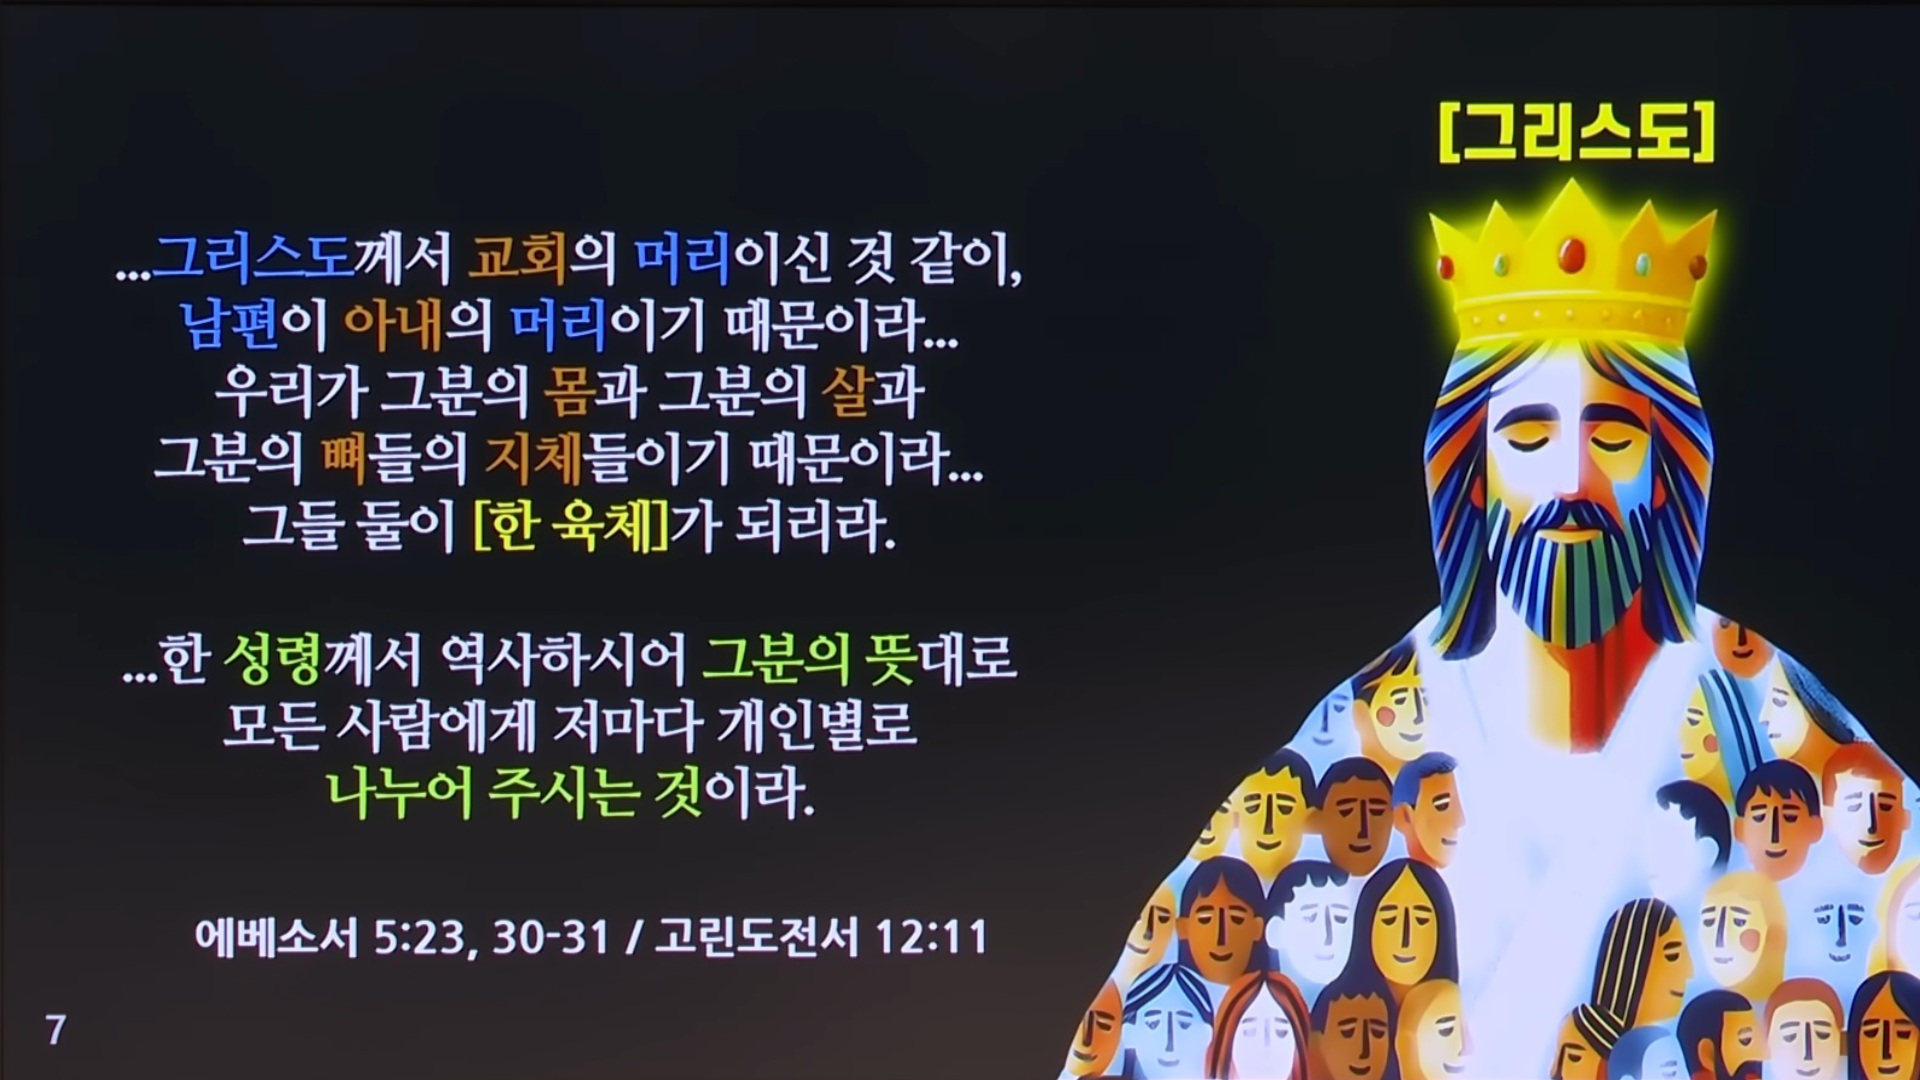 [그리스도]
...그리스도께서 교회의 머리이신 것 같이,
남편이 아내의 머리이기 때문이라...
우리가 그분의 몸과 그분의 살과
그분의 뼈들의 지체들이기 때문이라...
그들 둘이 [한 육체]가 되리라.
...한 성령께서 역사하시어 그분의 뜻대로
모든 사람에게 저마다 개인별로
나누어 주시는 것이라.
에베소서 5:23, 30-31 / 고린도전서 12:11
7